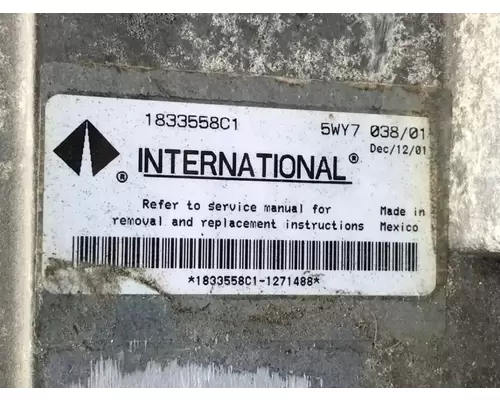 1833558C1
5WY7 038/01
Dec/12/01
® INTERNATIONAL®
Refer to service manual for
removal and replacement instructions
Made in
Mexico
*1833558C1-1271488*